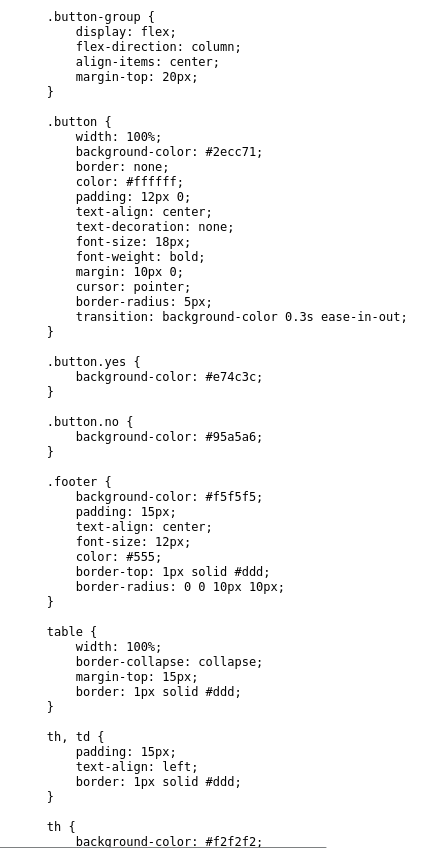 .button-group {
    display: flex;
    flex-direction: column;
    align-items: center;
    margin-top: 20px;
}

.button {
    width: 100%;
    background-color: #2ecc71;
    border: none;
    color: #ffffff;
    padding: 12px 0;
    text-align: center;
    text-decoration: none;
    font-size: 18px;
    font-weight: bold;
    margin: 10px 0;
    cursor: pointer;
    border-radius: 5px;
    transition: background-color 0.3s ease-in-out;
}

.button.yes {
    background-color: #e74c3c;
}

.button.no {
    background-color: #95a5a6;
}

.footer {
    background-color: #f5f5f5;
    padding: 15px;
    text-align: center;
    font-size: 12px;
    color: #555;
    border-top: 1px solid #ddd;
    border-radius: 0 0 10px 10px;
}

table {
    width: 100%;
    border-collapse: collapse;
    margin-top: 15px;
    border: 1px solid #ddd;
}

th, td {
    padding: 15px;
    text-align: left;
    border: 1px solid #ddd;
}

th {
    background-color: #f2f2f2;